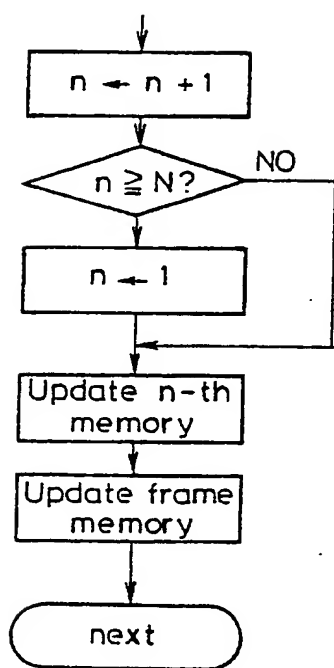 n ← n + 1
n ≧ N?
NO
n ← 1
Update n-th
memory
Update frame
memory
next